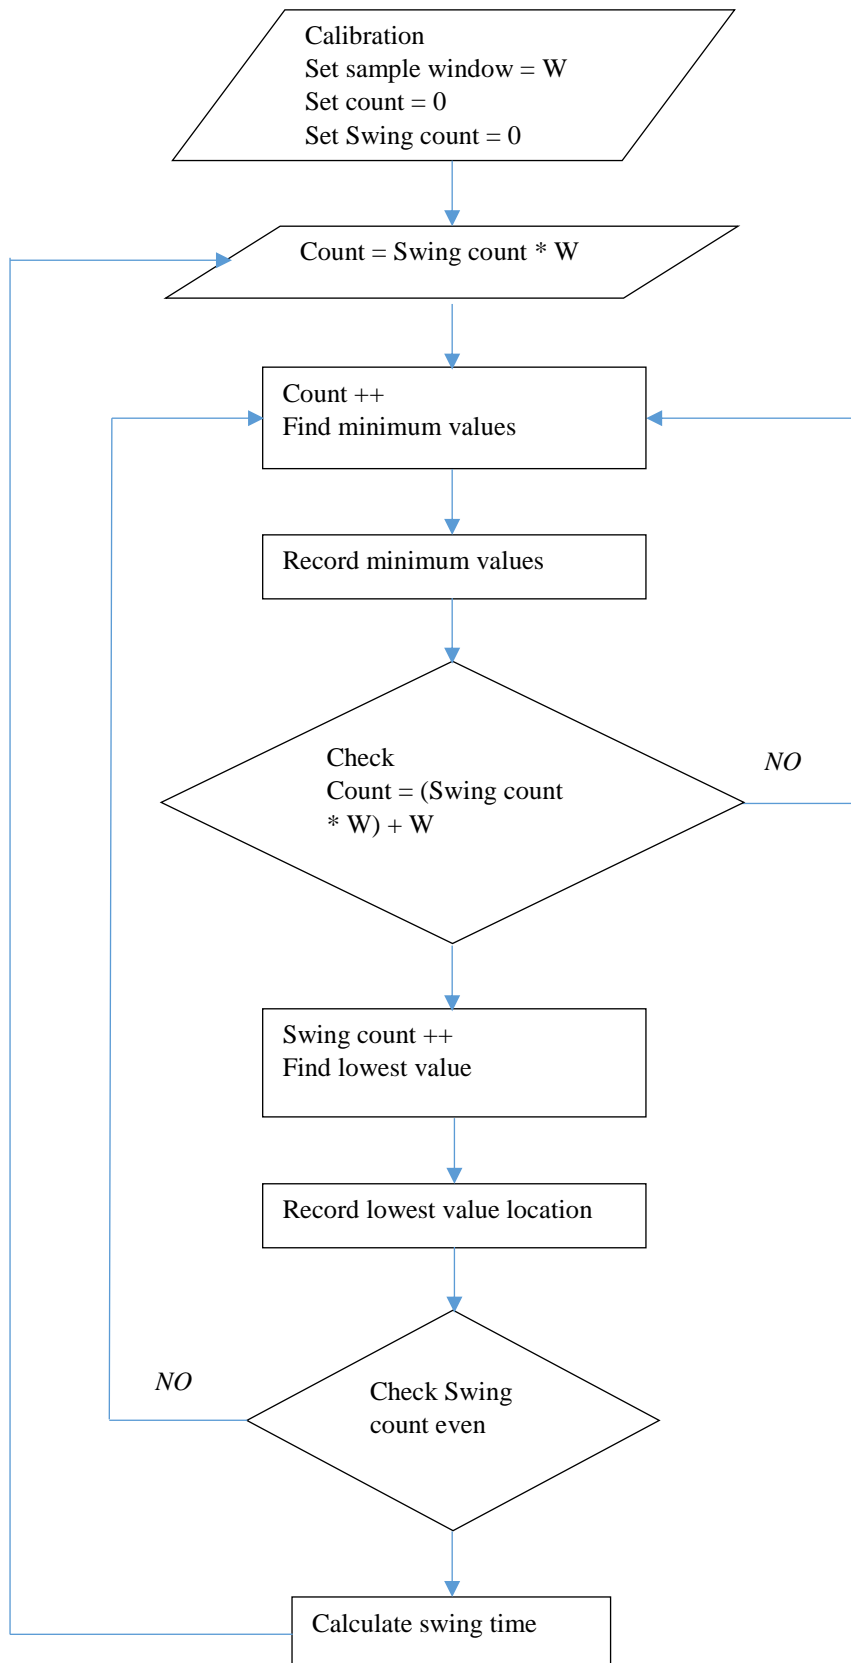 Calibration
Set sample window = W
Set count = 0
Set Swing count = 0
Count = Swing count * W
Count ++
Find minimum values
Record minimum values
Check
Count = (Swing count
* W) + W
NO
Swing count ++
Find lowest value
Record lowest value location
NO
Check Swing
count even
Calculate swing time